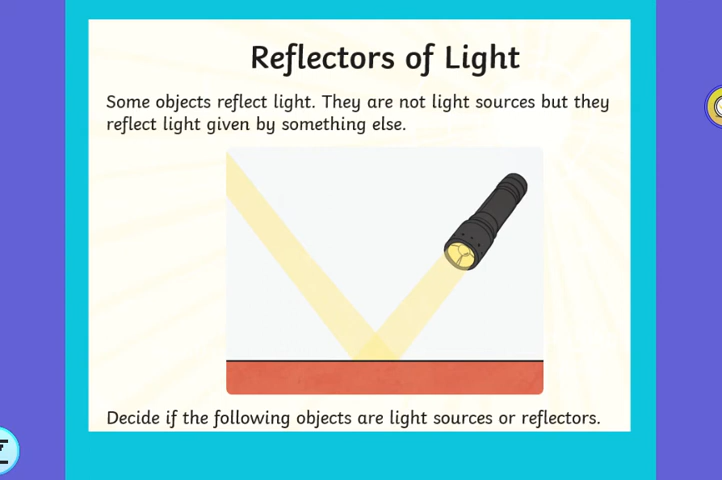 Reflectors of Light
Some objects reflect light. They are not light sources but they
reflect light given by something else.
Decide if the following objects are light sources or reflectors.